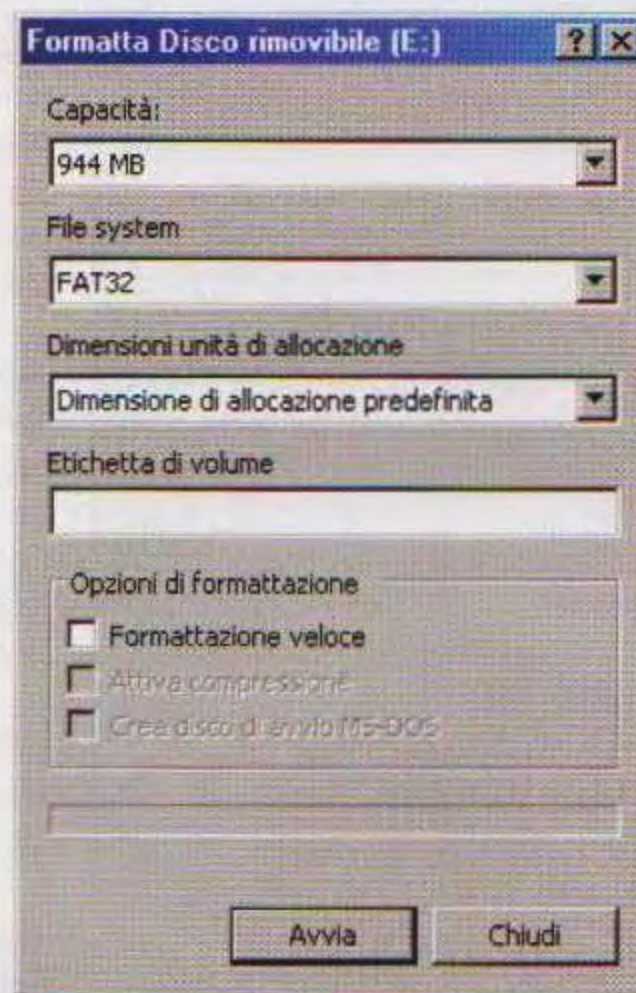 Formatta Disco rimovibile (E:)
Capacità:
944 MB
File system
FAT32
Dimensioni unità di allocazione
Dimensione di allocazione predefinita
Etichetta di volume
Opzioni di formattazione
Formattazione veloce
Attiva compressione
Crea disco di avvio MS-DOS
Avvia
Chiudi